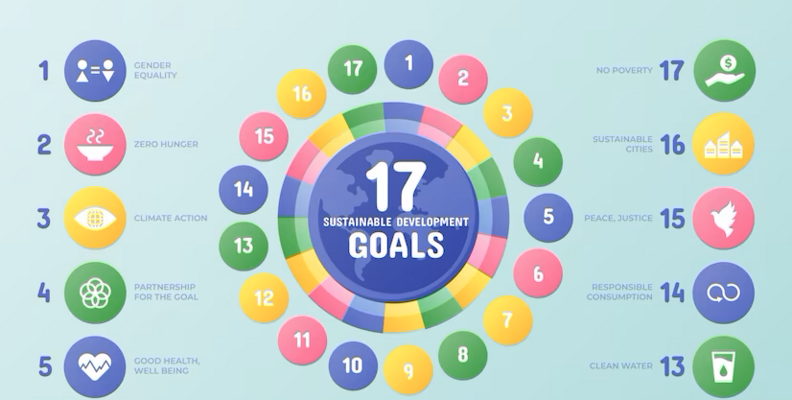 1
GENDER
EQUALITY
2
ZERO HUNGER
3
CLIMATE ACTION
4
PARTNERSHIP
FOR THE GOAL
5
GOOD HEALTH,
WELL BEING
17
SUSTAINABLE DEVELOPMENT
GOALS
1
2
3
4
5
6
7
8
9
10
11
12
13
14
15
16
17
NO POVERTY 17
$
SUSTAINABLE
CITIES
16
PEACE, JUSTICE 15
RESPONSIBLE
CONSUMPTION
14
CLEAN WATER 13